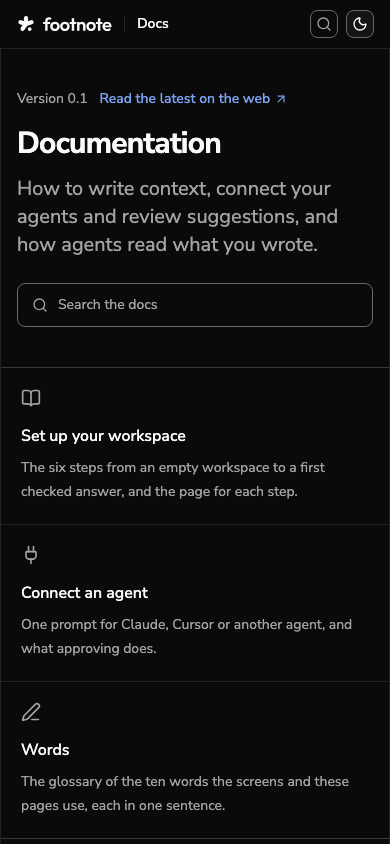 footnote
Docs
Version 0.1
Read the latest on the web
Documentation
How to write context, connect your
agents and review suggestions, and
how agents read what you wrote.
Search the docs
Set up your workspace
The six steps from an empty workspace to a first
checked answer, and the page for each step.
Connect an agent
One prompt for Claude, Cursor or another agent, and
what approving does.
Words
The glossary of the ten words the screens and these
pages use, each in one sentence.